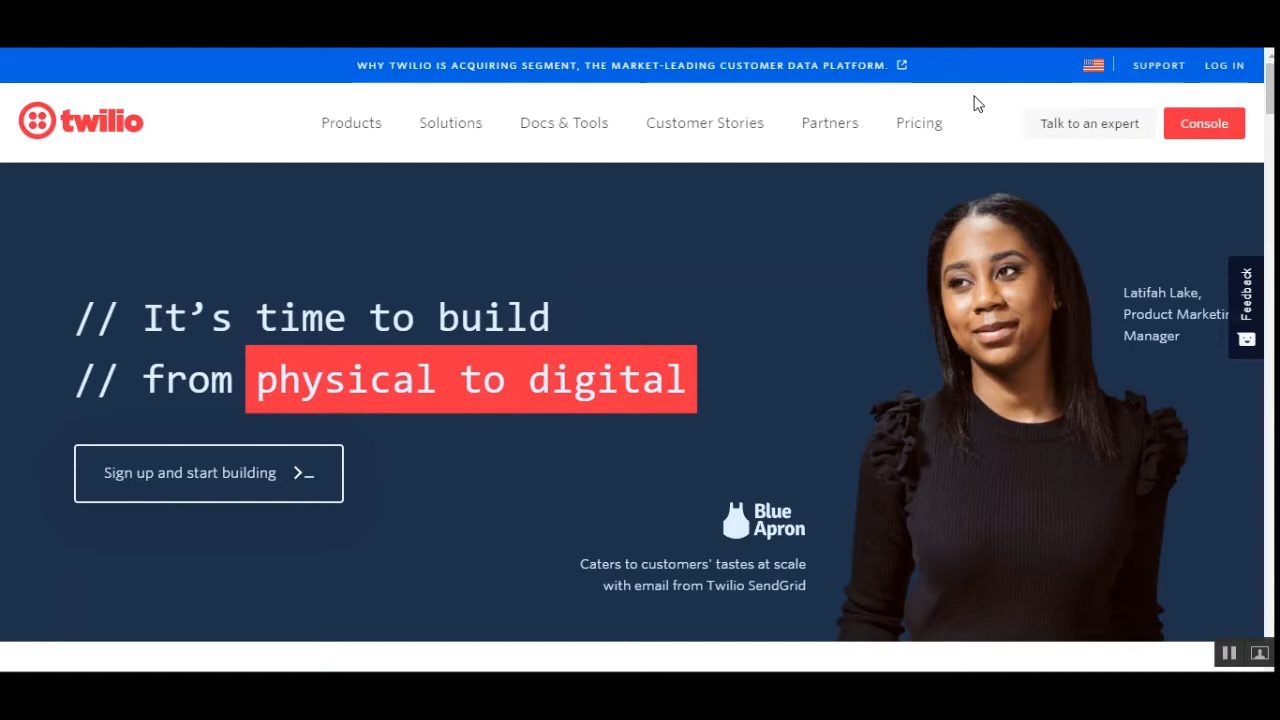 WHY TWILIO IS ACQUIRING SEGMENT, THE MARKET-LEADING CUSTOMER DATA PLATFORM.
SUPPORT
LOG IN
twilio
Products
Solutions
Docs & Tools
Customer Stories
Partners
Pricing
Talk to an expert
Console
// It's time to build
// from physical to digital
Sign up and start building
Latifah Lake,
Product Marketin
Manager
Feedback
Blue
Apron
Caters to customers' tastes at scale
with email from Twilio SendGrid